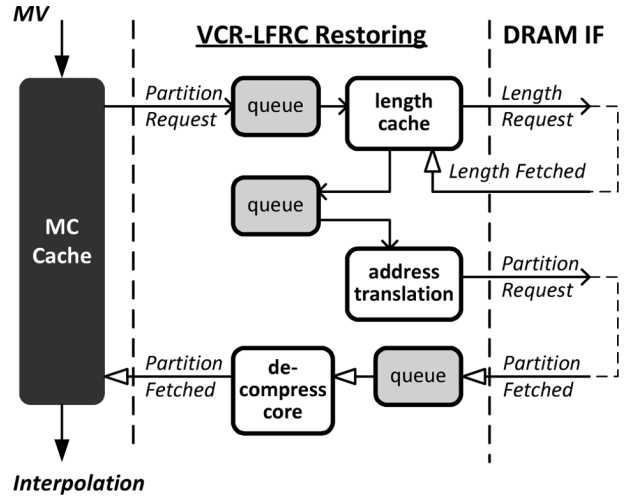 MV
VCR-LFRC Restoring
DRAM IF
Partition
Request
queue
length
cache
Length
Request
Length Fetched
queue
MC
Cache
address
translation
Partition
Request
Partition
Fetched
de-
compress
core
queue
Partition
Fetched
Interpolation